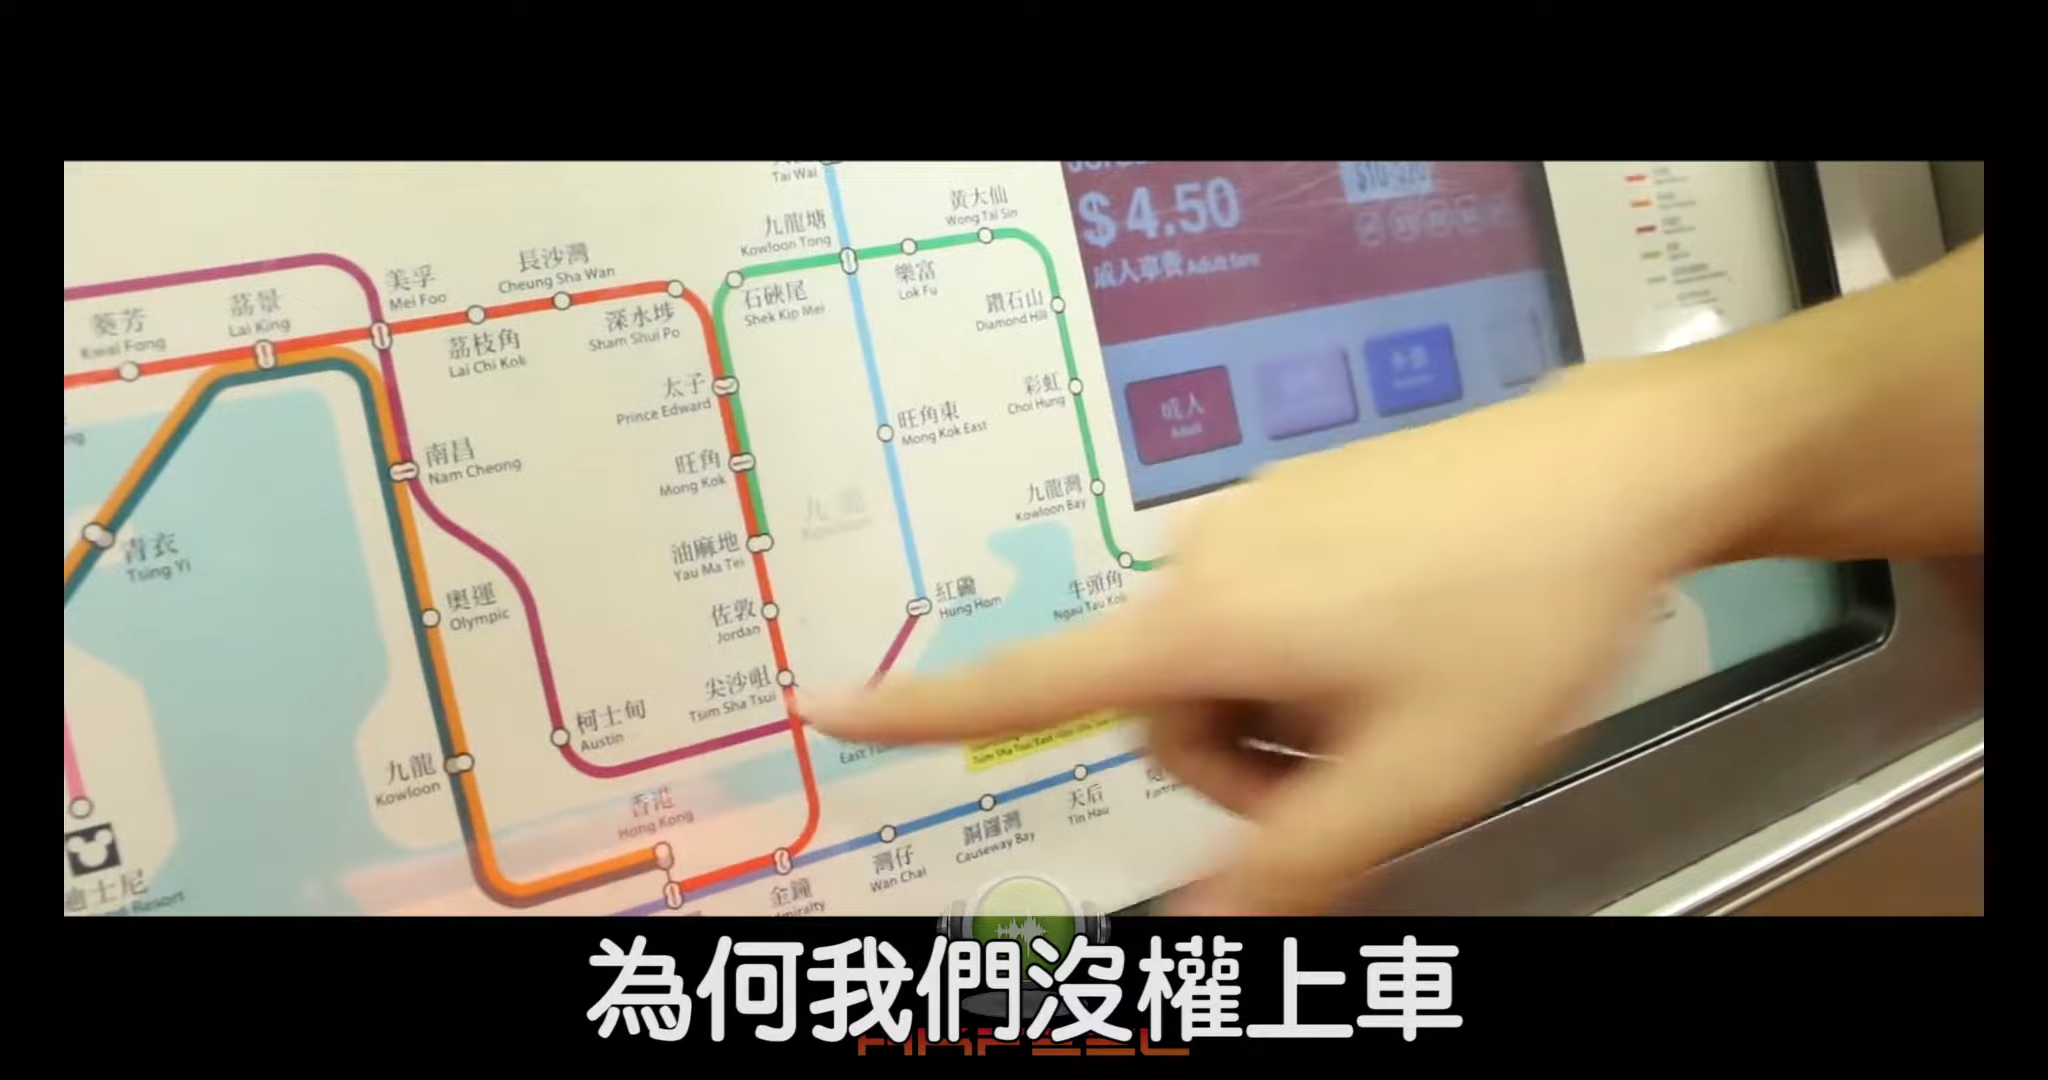 Tai Wai
黃大仙
Wong Tai Sin
九龍塘
Kowloon Tong
$4.50
成人單程 Adult fare
長沙灣
Cheung Sha Wan
美孚
Mei Foo
荔景
Lai King
葵芳
Kwai Fong
樂富
Lok Fu
石硤尾
Shek Kip Mei
鑽石山
Diamond Hill
深水埗
Sham Shui Po
荔枝角
Lai Chi Kok
太子
Prince Edward
彩虹
Choi Hung
成人
Adult
旺角東
Mong Kok East
南昌
Nam Cheong
旺角
Mong Kok
九龍
Kowloon
九龍灣
Kowloon Bay
青衣
Tsing Yi
油麻地
Yau Ma Tei
奧運
Olympic
佐敦
Jordan
紅磡
Hung Hom
牛頭角
Ngau Tau Kok
尖沙咀
Tsim Sha Tsui
柯士甸
Austin
East
九龍
Kowloon
香港
Hong Kong
天后
Tin Hau
銅鑼灣
Causeway Bay
灣仔
Wan Chai
金鐘
Admiralty
迪士尼
Resort
為何我們沒權上車